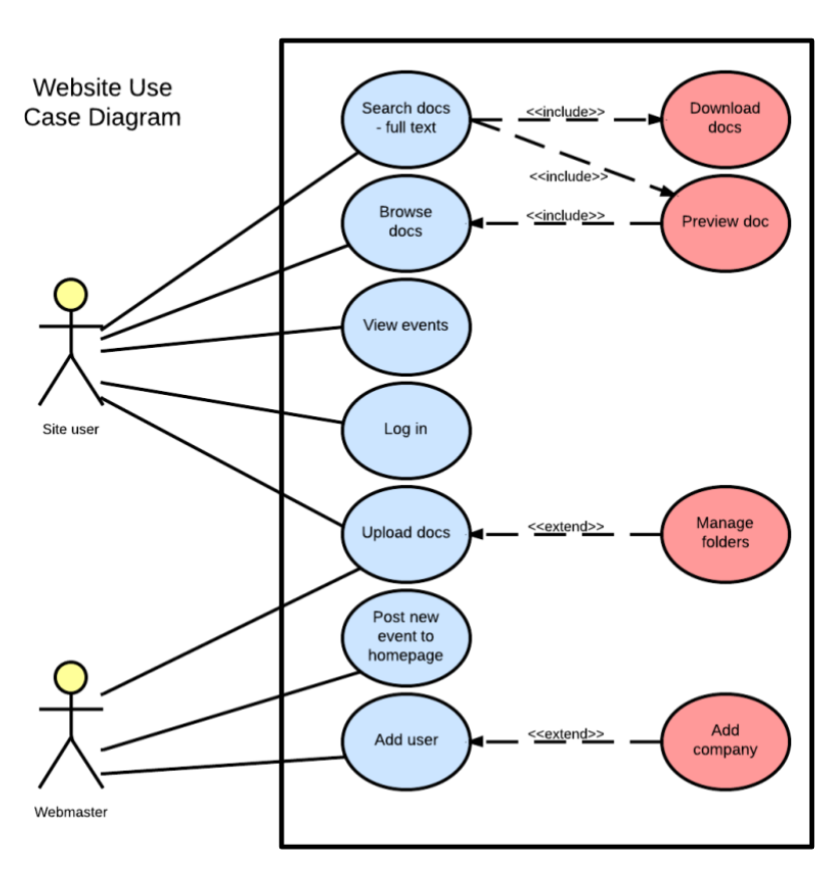 Website Use
Case Diagram
Search docs
- full text
<<include>>
Download
docs
<<include>>
Browse
docs
<<include>>
Preview doc
View events
Site user
Log in
Upload docs
<<extend>>
Manage
folders
Post new
event to
homepage
Add user
<<extend>>
Add
company
Webmaster